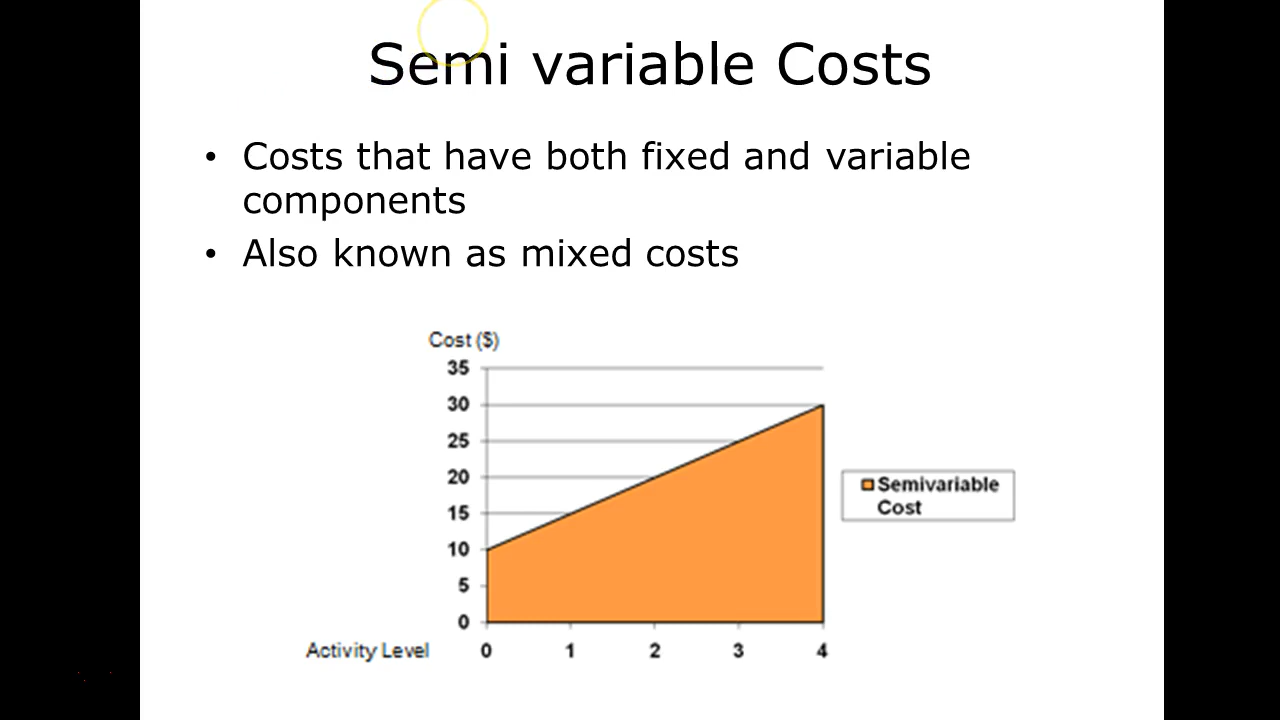 Semi variable Costs
• Costs that have both fixed and variable
components
• Also known as mixed costs
Cost ($)
35
30
25
20
15
10
5
0
Semivariable
Cost
Activity Level 0 1 2 3 4